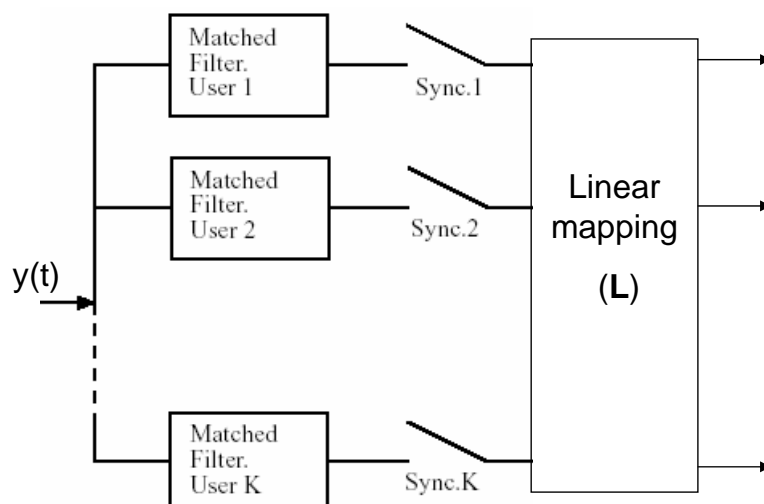 Matched
Filter.
User 1
Sync.1
Matched
Filter.
User 2
Sync.2
Linear
mapping
(L)
y(t)
Matched
Filter.
User K
Sync.K